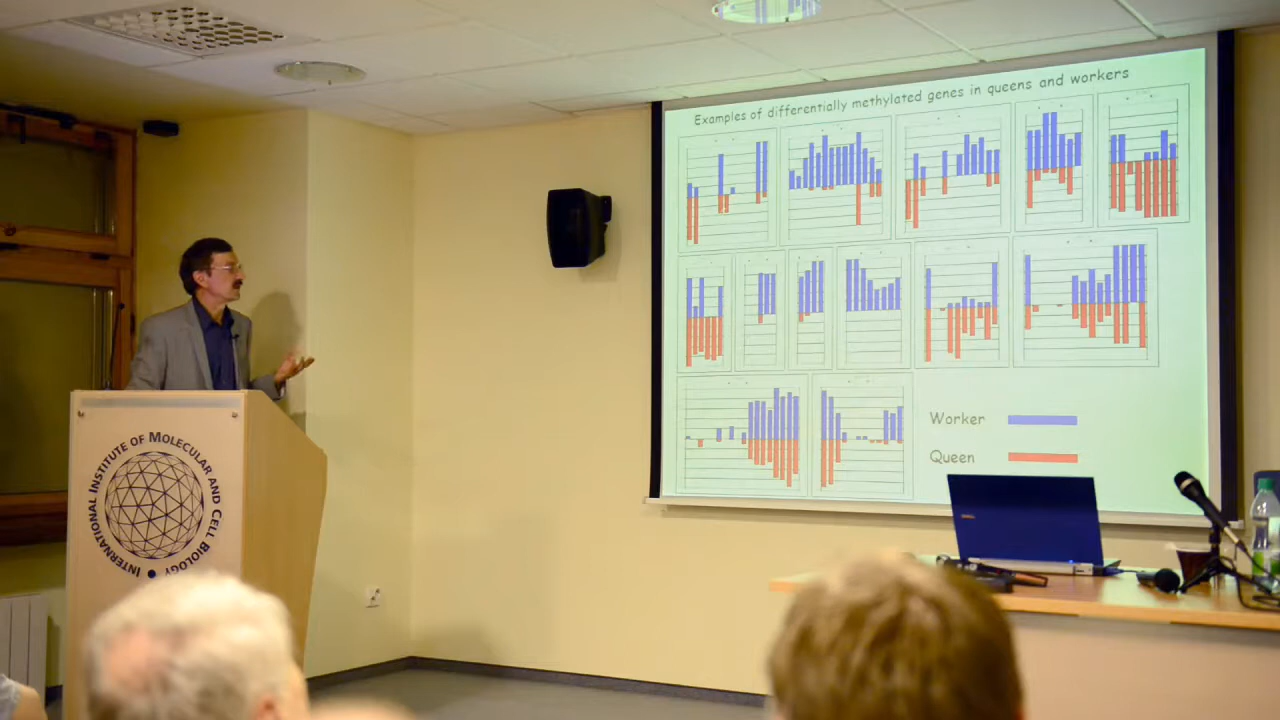 Examples of differentially methylated genes in queens and workers
Worker
Queen
INTERNATIONAL INSTITUTE OF MOLECULAR AND CELL BIOLOGY